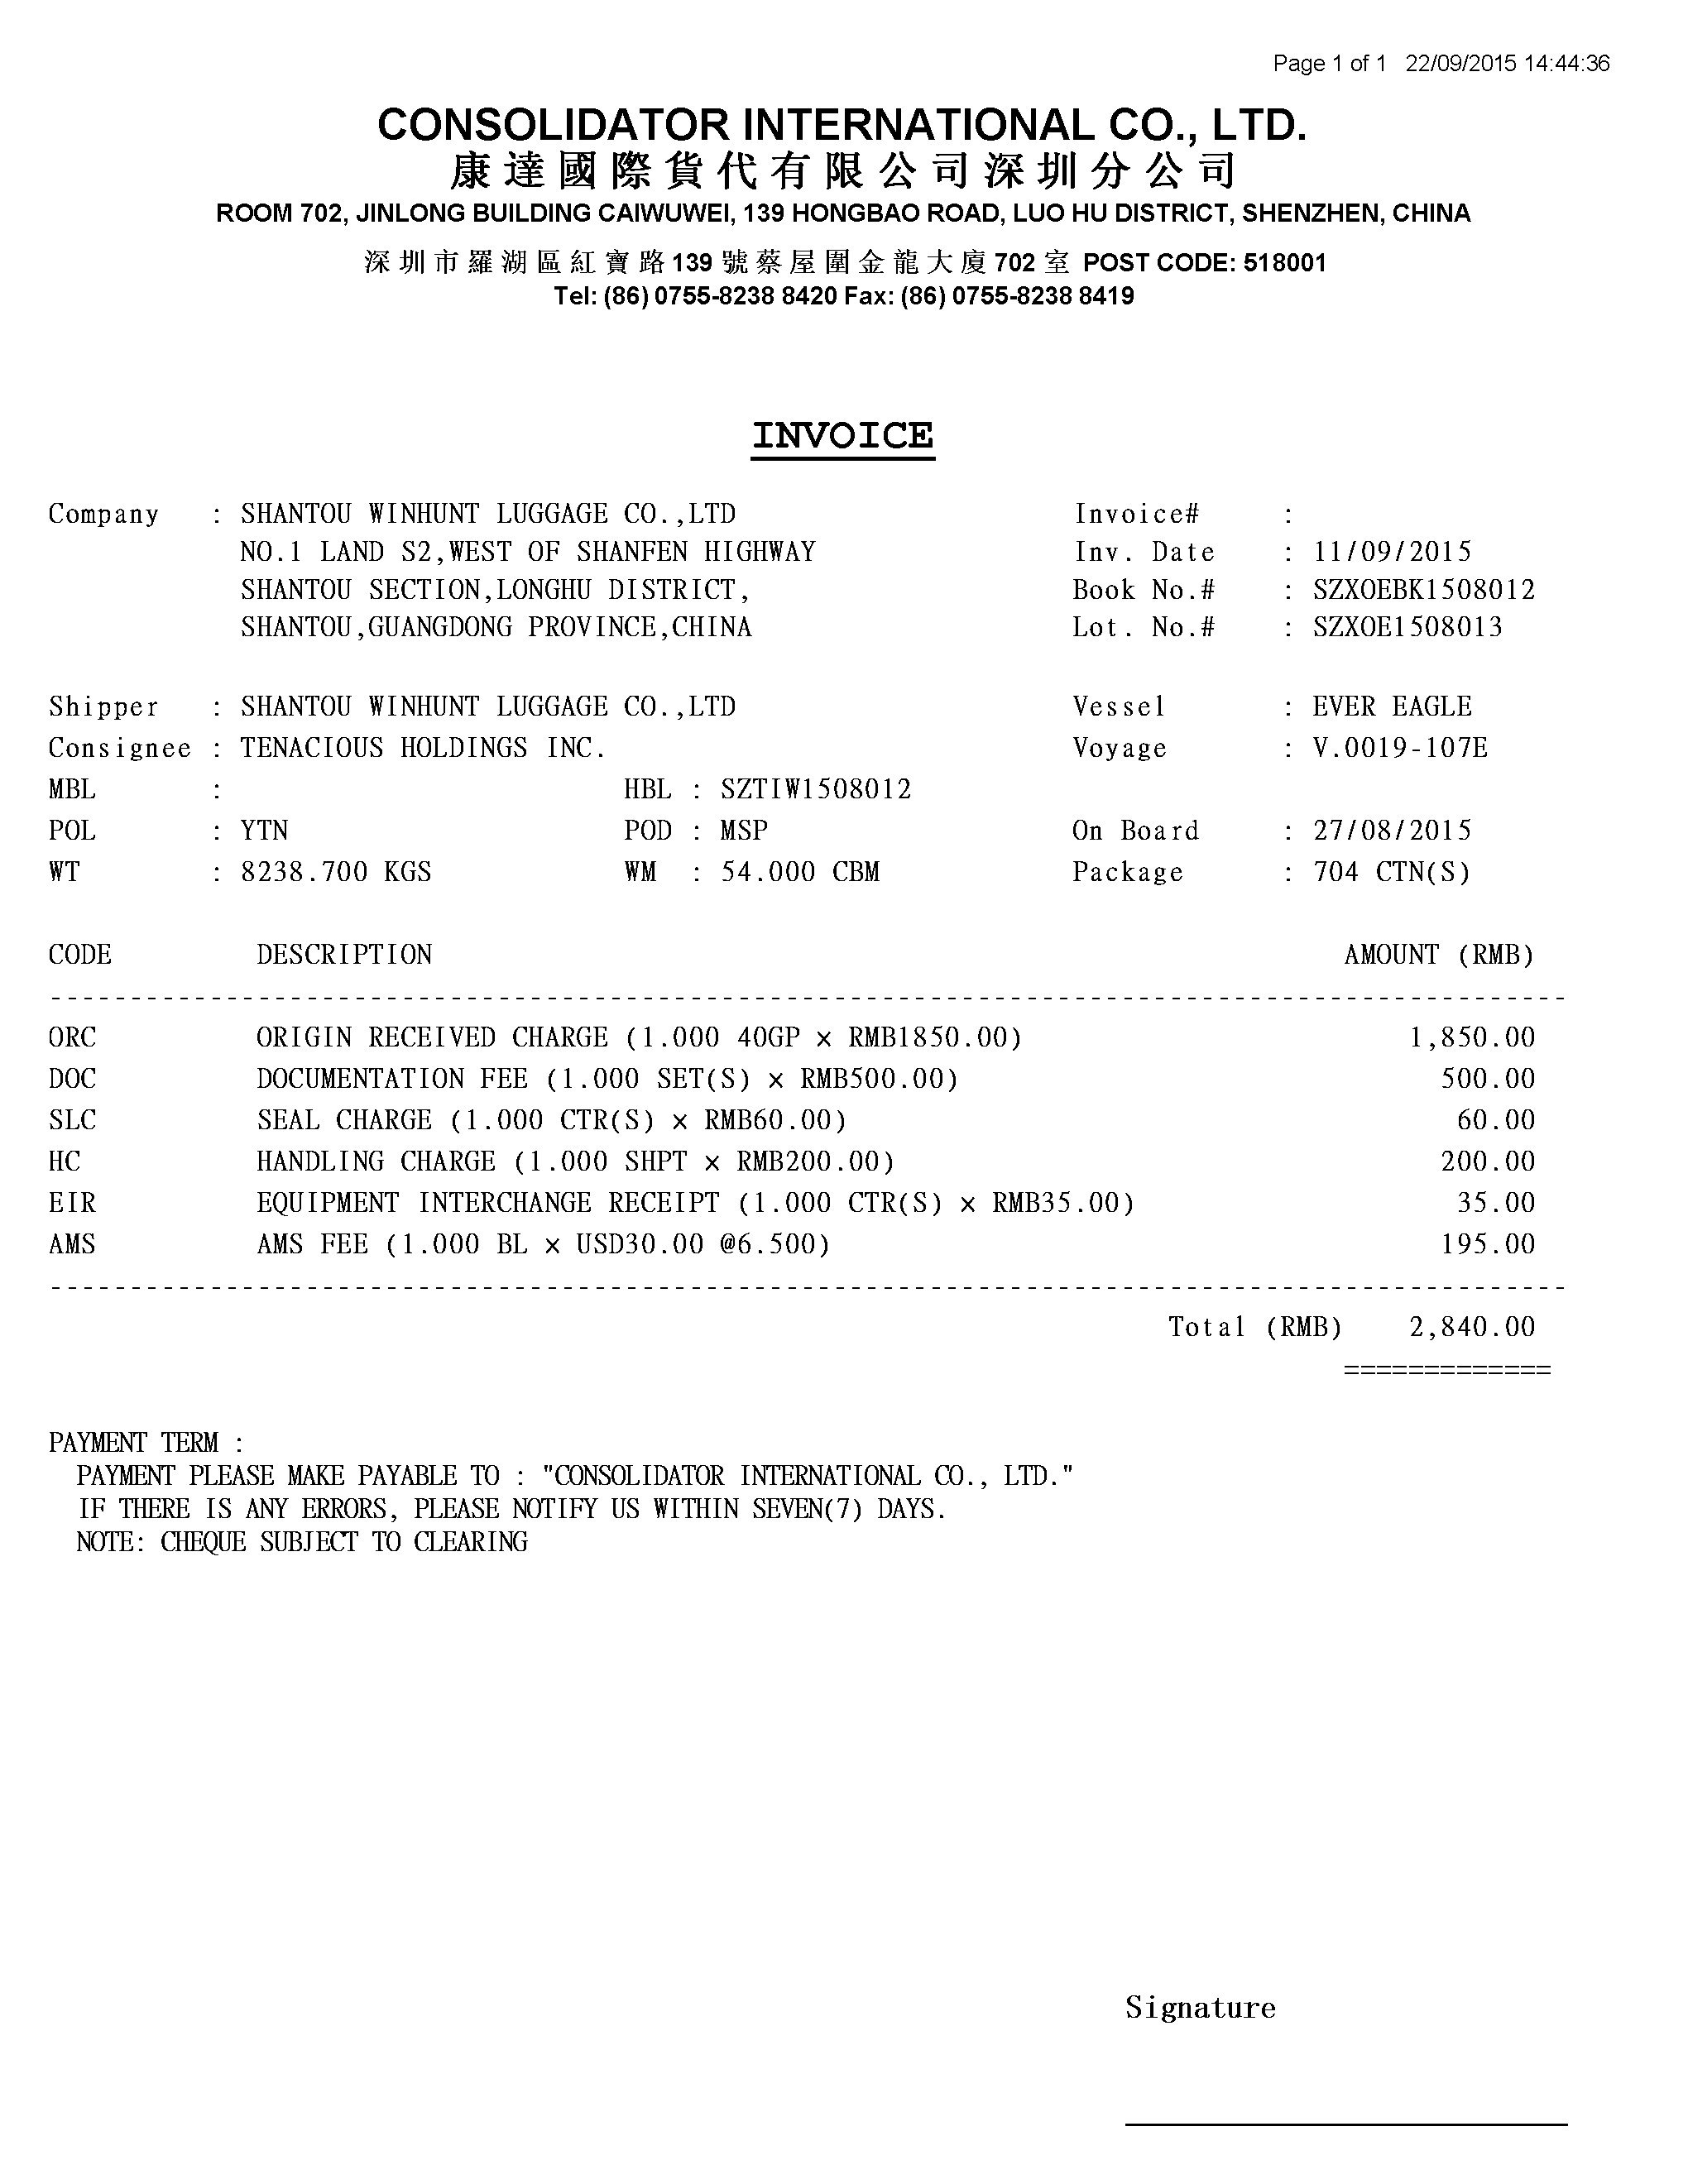 Page 1 of 1 22/09/2015 14:44:36
CONSOLIDATOR INTERNATIONAL CO., LTD.
康達國際貨代有限公司深圳分公司
ROOM 702, JINLONG BUILDING CAIWUWEI, 139 HONGBAO ROAD, LUO HU DISTRICT, SHENZHEN, CHINA
深圳市羅湖區紅寶路139號蔡屋圍金龍大廈702室 POST CODE: 518001
Tel: (86) 0755-8238 8420 Fax: (86) 0755-8238 8419
INVOICE
Company : SHANTOU WINHUNT LUGGAGE CO.,LTD Invoice# :
NO.1 LAND S2,WEST OF SHANFEN HIGHWAY Inv. Date : 11/09/2015
SHANTOU SECTION,LONGHU DISTRICT, Book No.# : SZXOEBK1508012
SHANTOU,GUANGDONG PROVINCE,CHINA Lot. No.# : SZXOE1508013
Shipper : SHANTOU WINHUNT LUGGAGE CO.,LTD Vessel : EVER EAGLE
Consignee : TENACIOUS HOLDINGS INC. Voyage : V.0019-107E
MBL : HBL : SZTIW1508012
POL : YTN POD : MSP On Board : 27/08/2015
WT : 8238.700 KGS WM : 54.000 CBM Package : 704 CTN(S)
CODE DESCRIPTION AMOUNT (RMB)
ORC ORIGIN RECEIVED CHARGE (1.000 40GP × RMB1850.00) 1,850.00
DOC DOCUMENTATION FEE (1.000 SET(S) × RMB500.00) 500.00
SLC SEAL CHARGE (1.000 CTR(S) × RMB60.00) 60.00
HC HANDLING CHARGE (1.000 SHPT × RMB200.00) 200.00
EIR EQUIPMENT INTERCHANGE RECEIPT (1.000 CTR(S) × RMB35.00) 35.00
AMS AMS FEE (1.000 BL × USD30.00 @6.500) 195.00
Total (RMB) 2,840.00
=============
PAYMENT TERM :
PAYMENT PLEASE MAKE PAYABLE TO : "CONSOLIDATOR INTERNATIONAL CO., LTD."
IF THERE IS ANY ERRORS, PLEASE NOTIFY US WITHIN SEVEN(7) DAYS.
NOTE: CHEQUE SUBJECT TO CLEARING
Signature